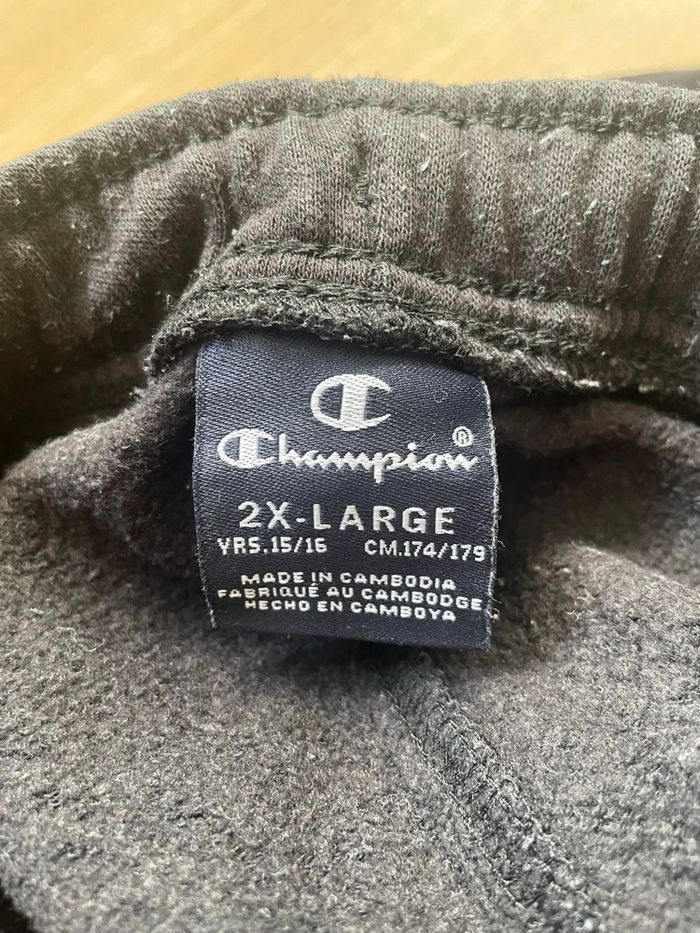 Champion®
2X-LARGE
YRS.15/16 CM.174/179
MADE IN CAMBODIA
FABRIQUÉ AU CAMBODGE
HECHO EN CAMBOYA